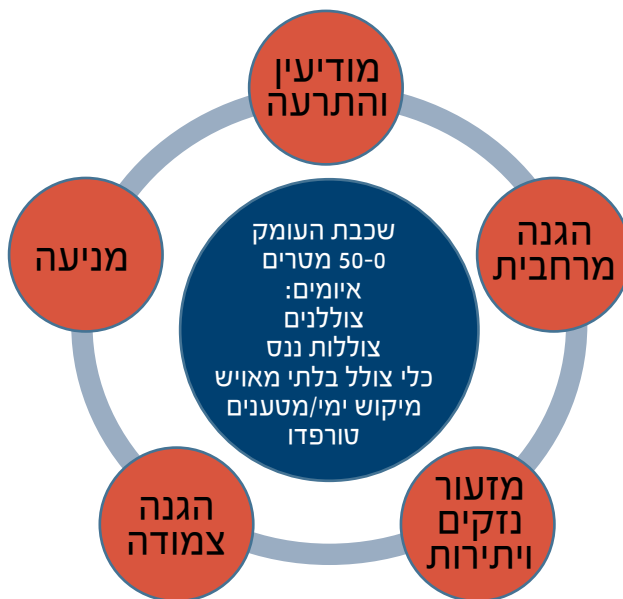 מודיעין
והתרעה
הגנה
מרחבית
מזעור
נזקים
ויתירות
הגנה
צמודה
מניעה
שכבת העומק
50-0 מטרים
איומים:
צוללנים
צוללות ננס
כלי צולל בלתי מאויש
מיקוש ימי/מטענים
טורפדו